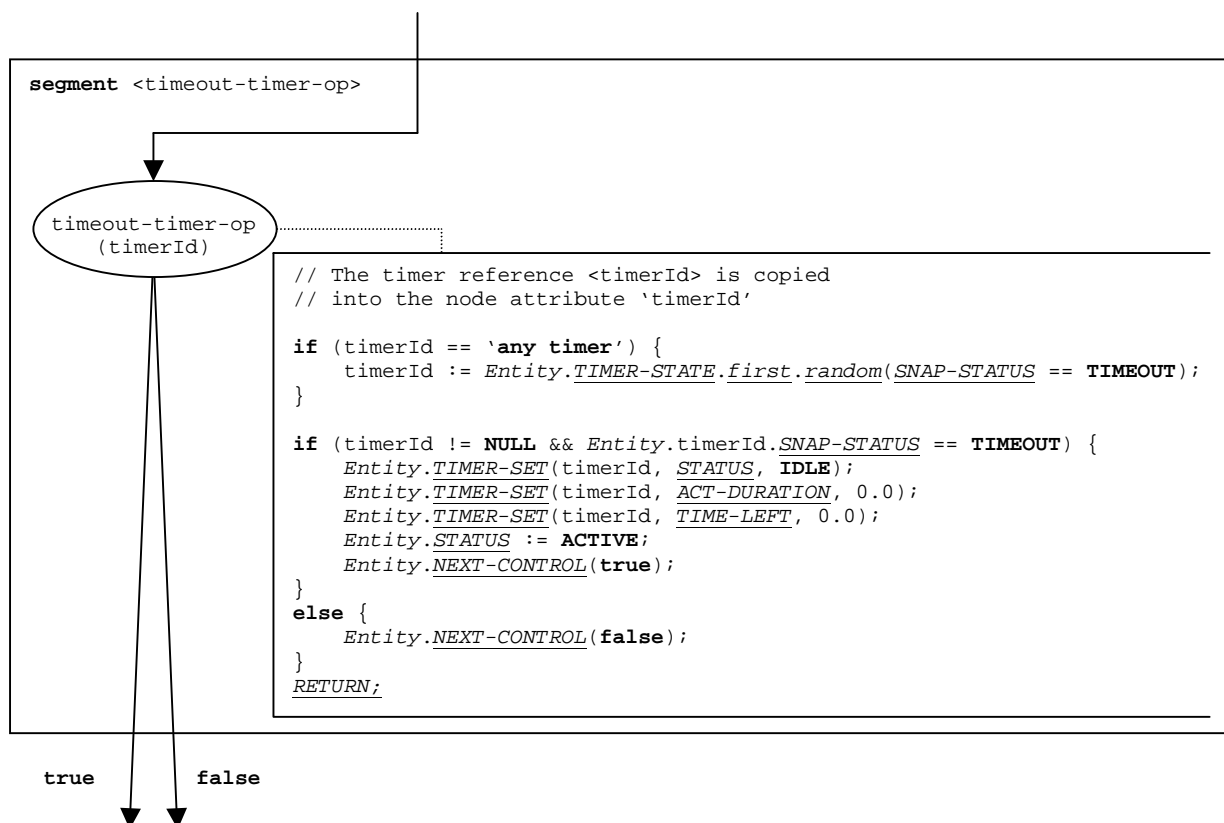 segment <timeout-timer-op>
timeout-timer-op
(timerId)
// The timer reference <timerId> is copied
// into the node attribute ‘timerId’
if (timerId == ‘any timer’) {
timerId := Entity.TIMER-STATE.first.random(SNAP-STATUS == TIMEOUT);
}
if (timerId != NULL && Entity.timerId.SNAP-STATUS == TIMEOUT) {
Entity.TIMER-SET(timerId, STATUS, IDLE);
Entity.TIMER-SET(timerId, ACT-DURATION, 0.0);
Entity.TIMER-SET(timerId, TIME-LEFT, 0.0);
Entity.STATUS := ACTIVE;
Entity.NEXT-CONTROL(true);
}
else {
Entity.NEXT-CONTROL(false);
}
RETURN;
true false